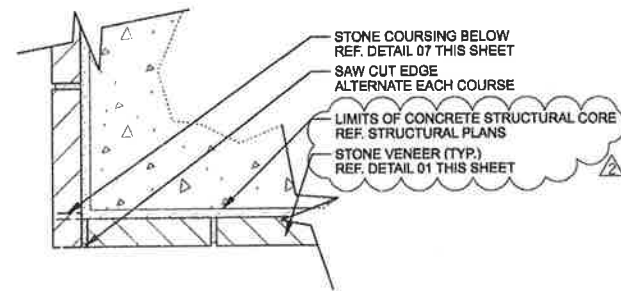 STONE COURSING BELOW
REF. DETAIL 07 THIS SHEET
SAW CUT EDGE
ALTERNATE EACH COURSE
LIMITS OF CONCRETE STRUCTURAL CORE
REF. STRUCTURAL PLANS
STONE VENEER (TYP.)
REF. DETAIL 01 THIS SHEET
2